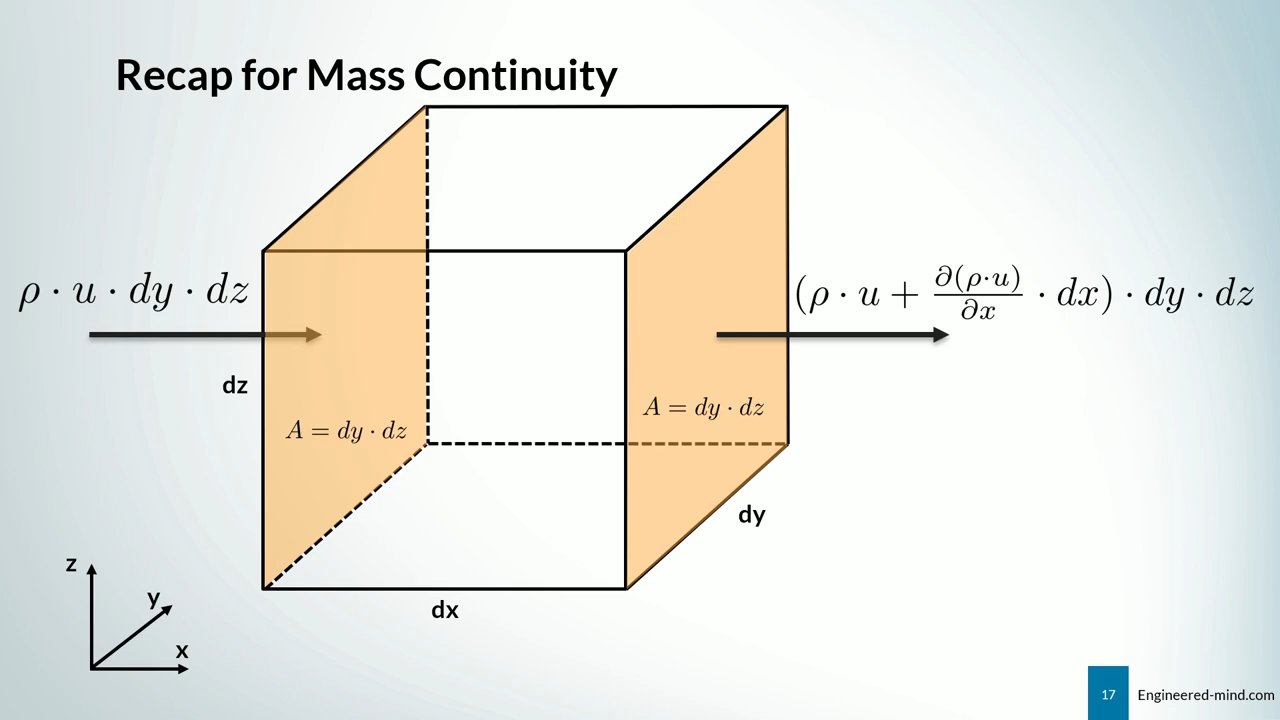 Recap for Mass Continuity
ρ · u · dy · dz
(ρ · u + ∂(ρ·u)/∂x · dx) · dy · dz
dz
A = dy · dz
A = dy · dz
dy
dx
z
y
x
17
Engineered-mind.com